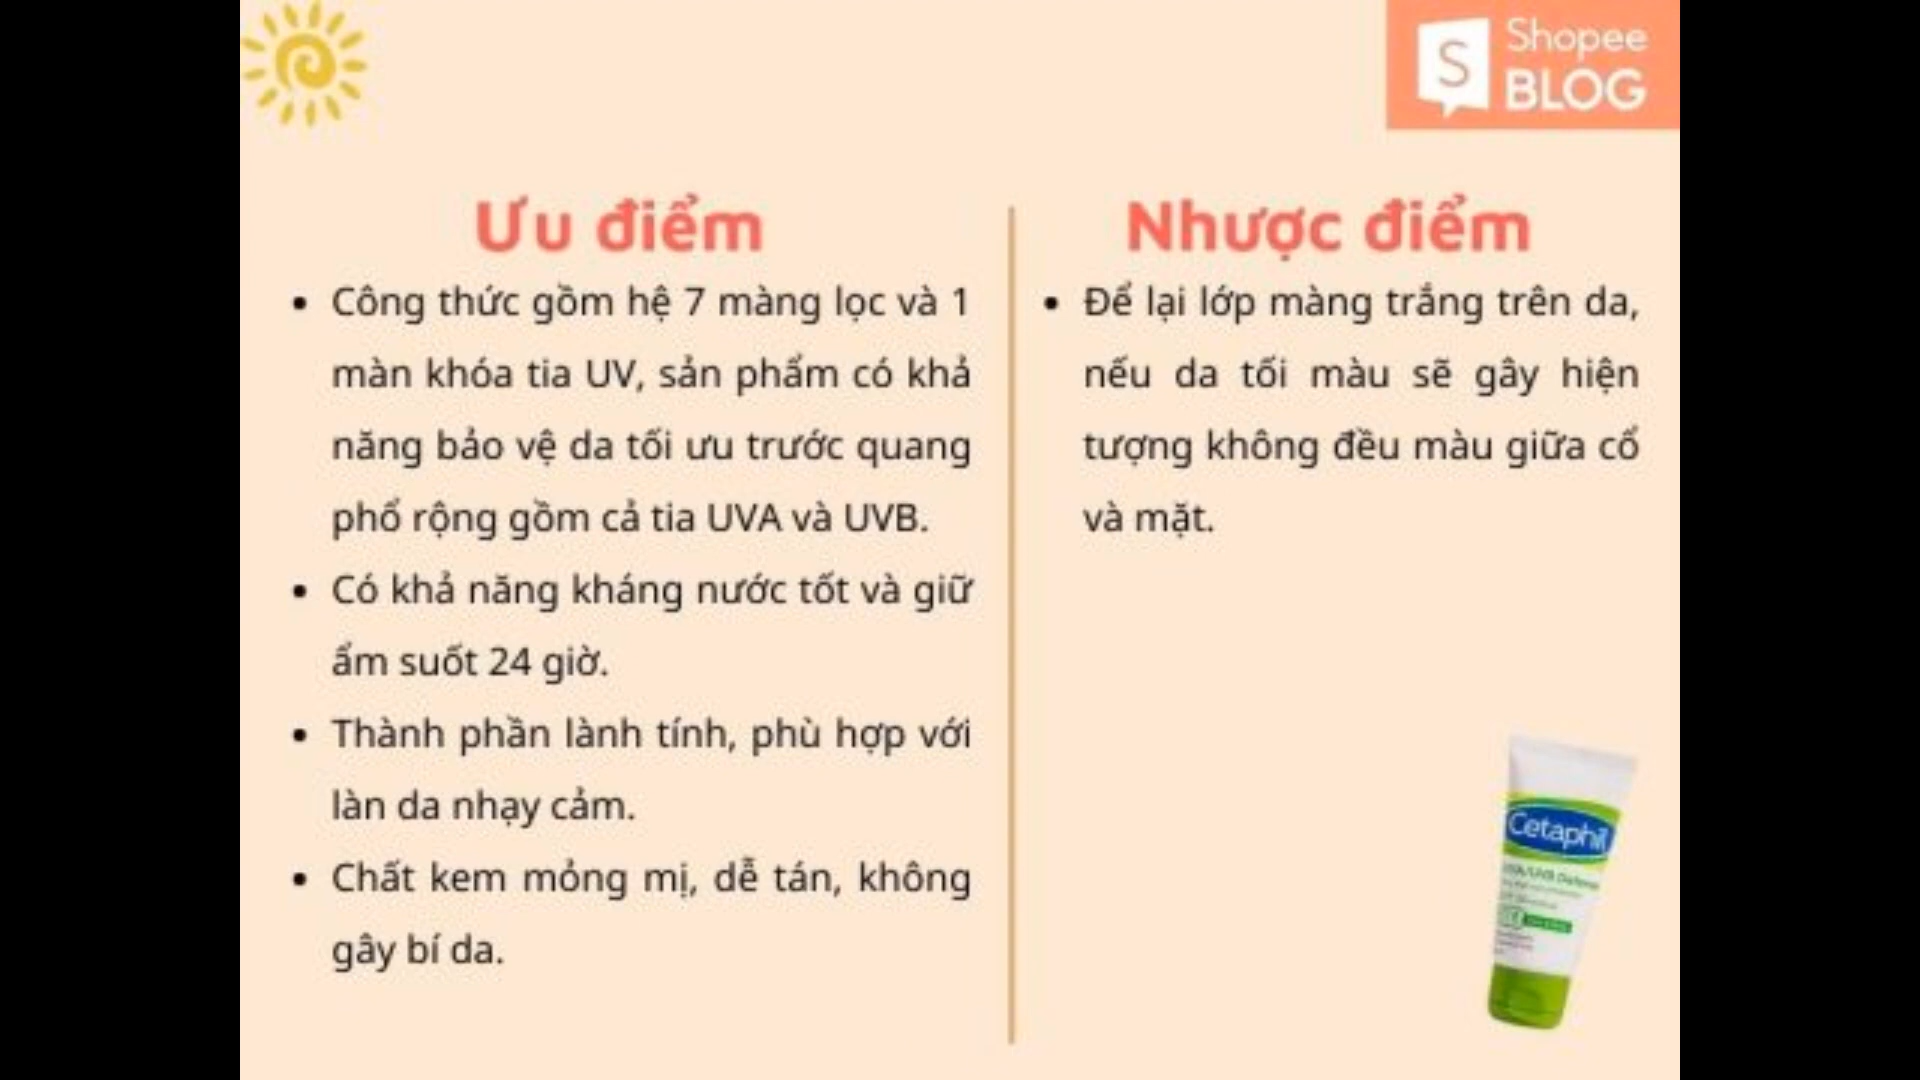 Shopee
BLOG
Ưu điểm
Công thức gồm hệ 7 màng lọc và 1
màn khóa tia UV, sản phẩm có khả
năng bảo vệ da tối ưu trước quang
phổ rộng gồm cả tia UVA và UVB.
Có khả năng kháng nước tốt và giữ
ẩm suốt 24 giờ.
Thành phần lành tính, phù hợp với
làn da nhạy cảm.
Chất kem mỏng mị, dễ tán, không
gây bí da.
Nhược điểm
Để lại lớp màng trắng trên da,
nếu da tối màu sẽ gây hiện
tượng không đều màu giữa cổ
và mặt.
Cetaphil
UVA/UVB Defense